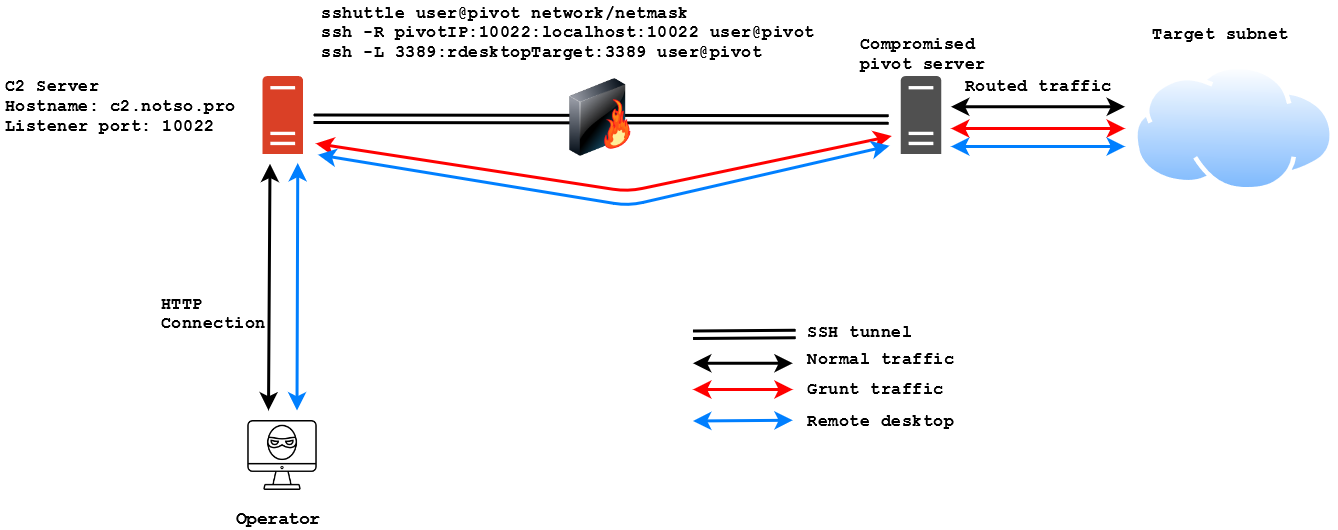 sshuttle user@pivot network/netmask
ssh -R pivotIP:10022:localhost:10022 user@pivot
ssh -L 3389:rdesktopTarget:3389 user@pivot
Compromised
pivot server
Target subnet
C2 Server
Hostname: c2.notso.pro
Listener port: 10022
Routed traffic
HTTP
Connection
SSH tunnel
Normal traffic
Grunt traffic
Remote desktop
Operator